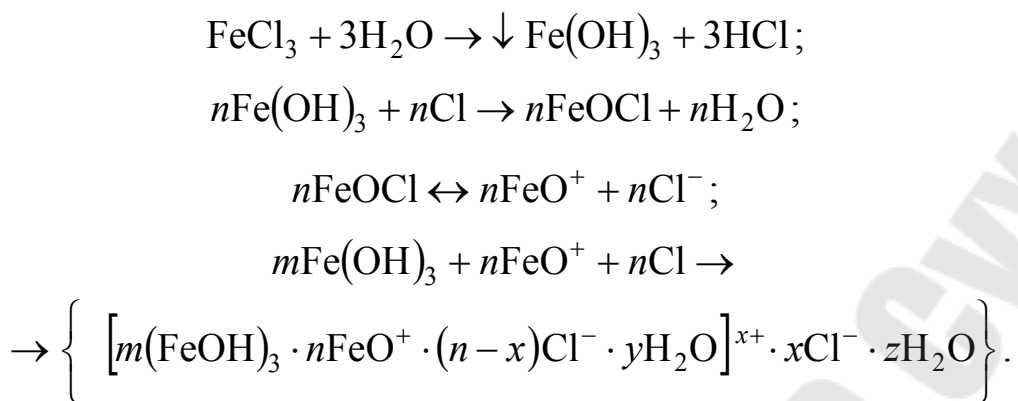 FeCl₃ + 3H₂O → ↓ Fe(OH)₃ + 3HCl;
nFe(OH)₃ + nCl → nFeOCl + nH₂O;
nFeOCl ↔ nFeO⁺ + nCl⁻;
mFe(OH)₃ + nFeO⁺ + nCl →
→ { [m(FeOH)₃ · nFeO⁺ · (n − x)Cl⁻ · yH₂O]ˣ⁺ · xCl⁻ · zH₂O}.